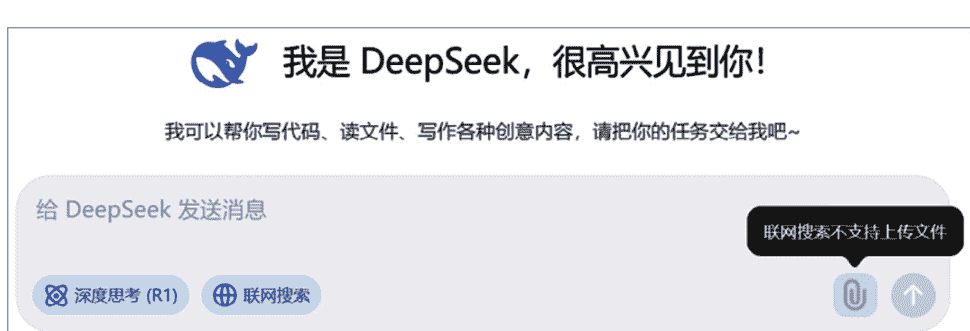 我是 DeepSeek，很高兴见到你！
我可以帮你写代码、读文件、写作各种创意内容，请把你的任务交给我吧~
给 DeepSeek 发送消息
联网搜索不支持上传文件
深度思考 (R1)
联网搜索